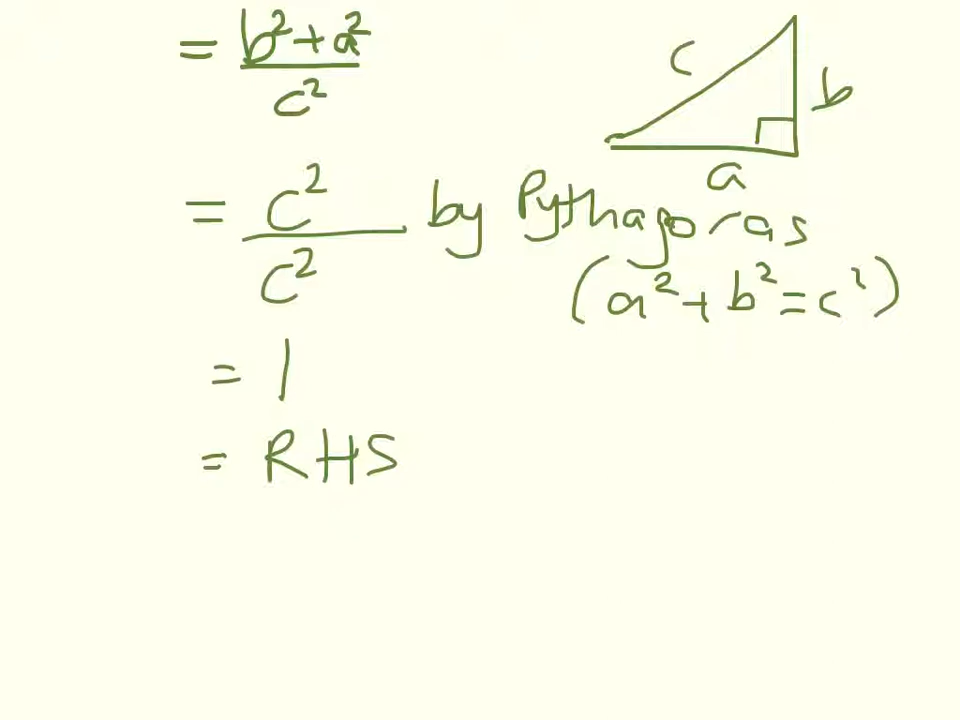 = b²+a²
c²
c
b
a
= c² by Pythagoras
c²
(a²+b²=c²)
= 1
= RHS